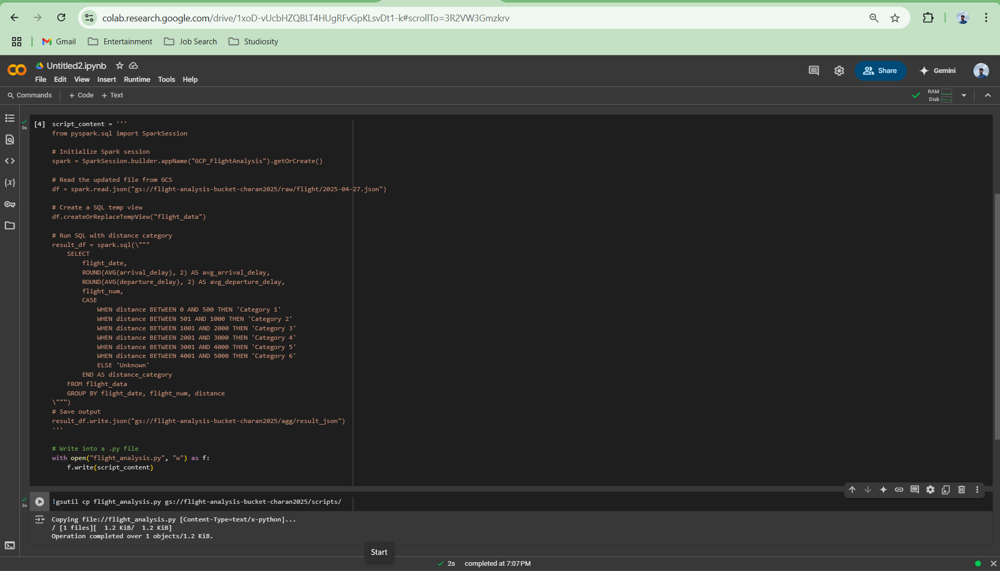 colab.research.google.com/drive/1xoD-vUcbHZQBLT4HUgRFvGpKLsvDt1-k#scrollTo=3R2VW3Gmzkrv
Gmail
Entertainment
Job Search
Studiosity
Untitled2.ipynb
Share
Gemini
File Edit View Insert Runtime Tools Help
Commands
+ Code
+ Text
RAM
Disk
0s
[4] script_content = '''
from pyspark.sql import SparkSession
# Initialize Spark session
spark = SparkSession.builder.appName("GCP_FlightAnalysis").getOrCreate()
# Read the updated file from GCS
df = spark.read.json("gs://flight-analysis-bucket-charan2025/raw/flight/2025-04-27.json")
# Create a SQL temp view
df.createOrReplaceTempView("flight_data")
# Run SQL with distance category
result_df = spark.sql(\"""
SELECT
flight_date,
ROUND(AVG(arrival_delay), 2) AS avg_arrival_delay,
ROUND(AVG(departure_delay), 2) AS avg_departure_delay,
flight_num,
CASE
WHEN distance BETWEEN 0 AND 500 THEN 'Category 1'
WHEN distance BETWEEN 501 AND 1000 THEN 'Category 2'
WHEN distance BETWEEN 1001 AND 2000 THEN 'Category 3'
WHEN distance BETWEEN 2001 AND 3000 THEN 'Category 4'
WHEN distance BETWEEN 3001 AND 4000 THEN 'Category 5'
WHEN distance BETWEEN 4001 AND 5000 THEN 'Category 6'
ELSE 'Unknown'
END AS distance_category
FROM flight_data
GROUP BY flight_date, flight_num, distance
\""")
# Save output
result_df.write.json("gs://flight-analysis-bucket-charan2025/agg/result_json")
'''
# Write into a .py file
with open("flight_analysis.py", "w") as f:
f.write(script_content)
2s
!gsutil cp flight_analysis.py gs://flight-analysis-bucket-charan2025/scripts/
Copying file://flight_analysis.py [Content-Type=text/x-python]...
/ [1 files][  1.2 KiB/  1.2 KiB]
Operation completed over 1 objects/1.2 KiB.
Start
2s completed at 7:07 PM